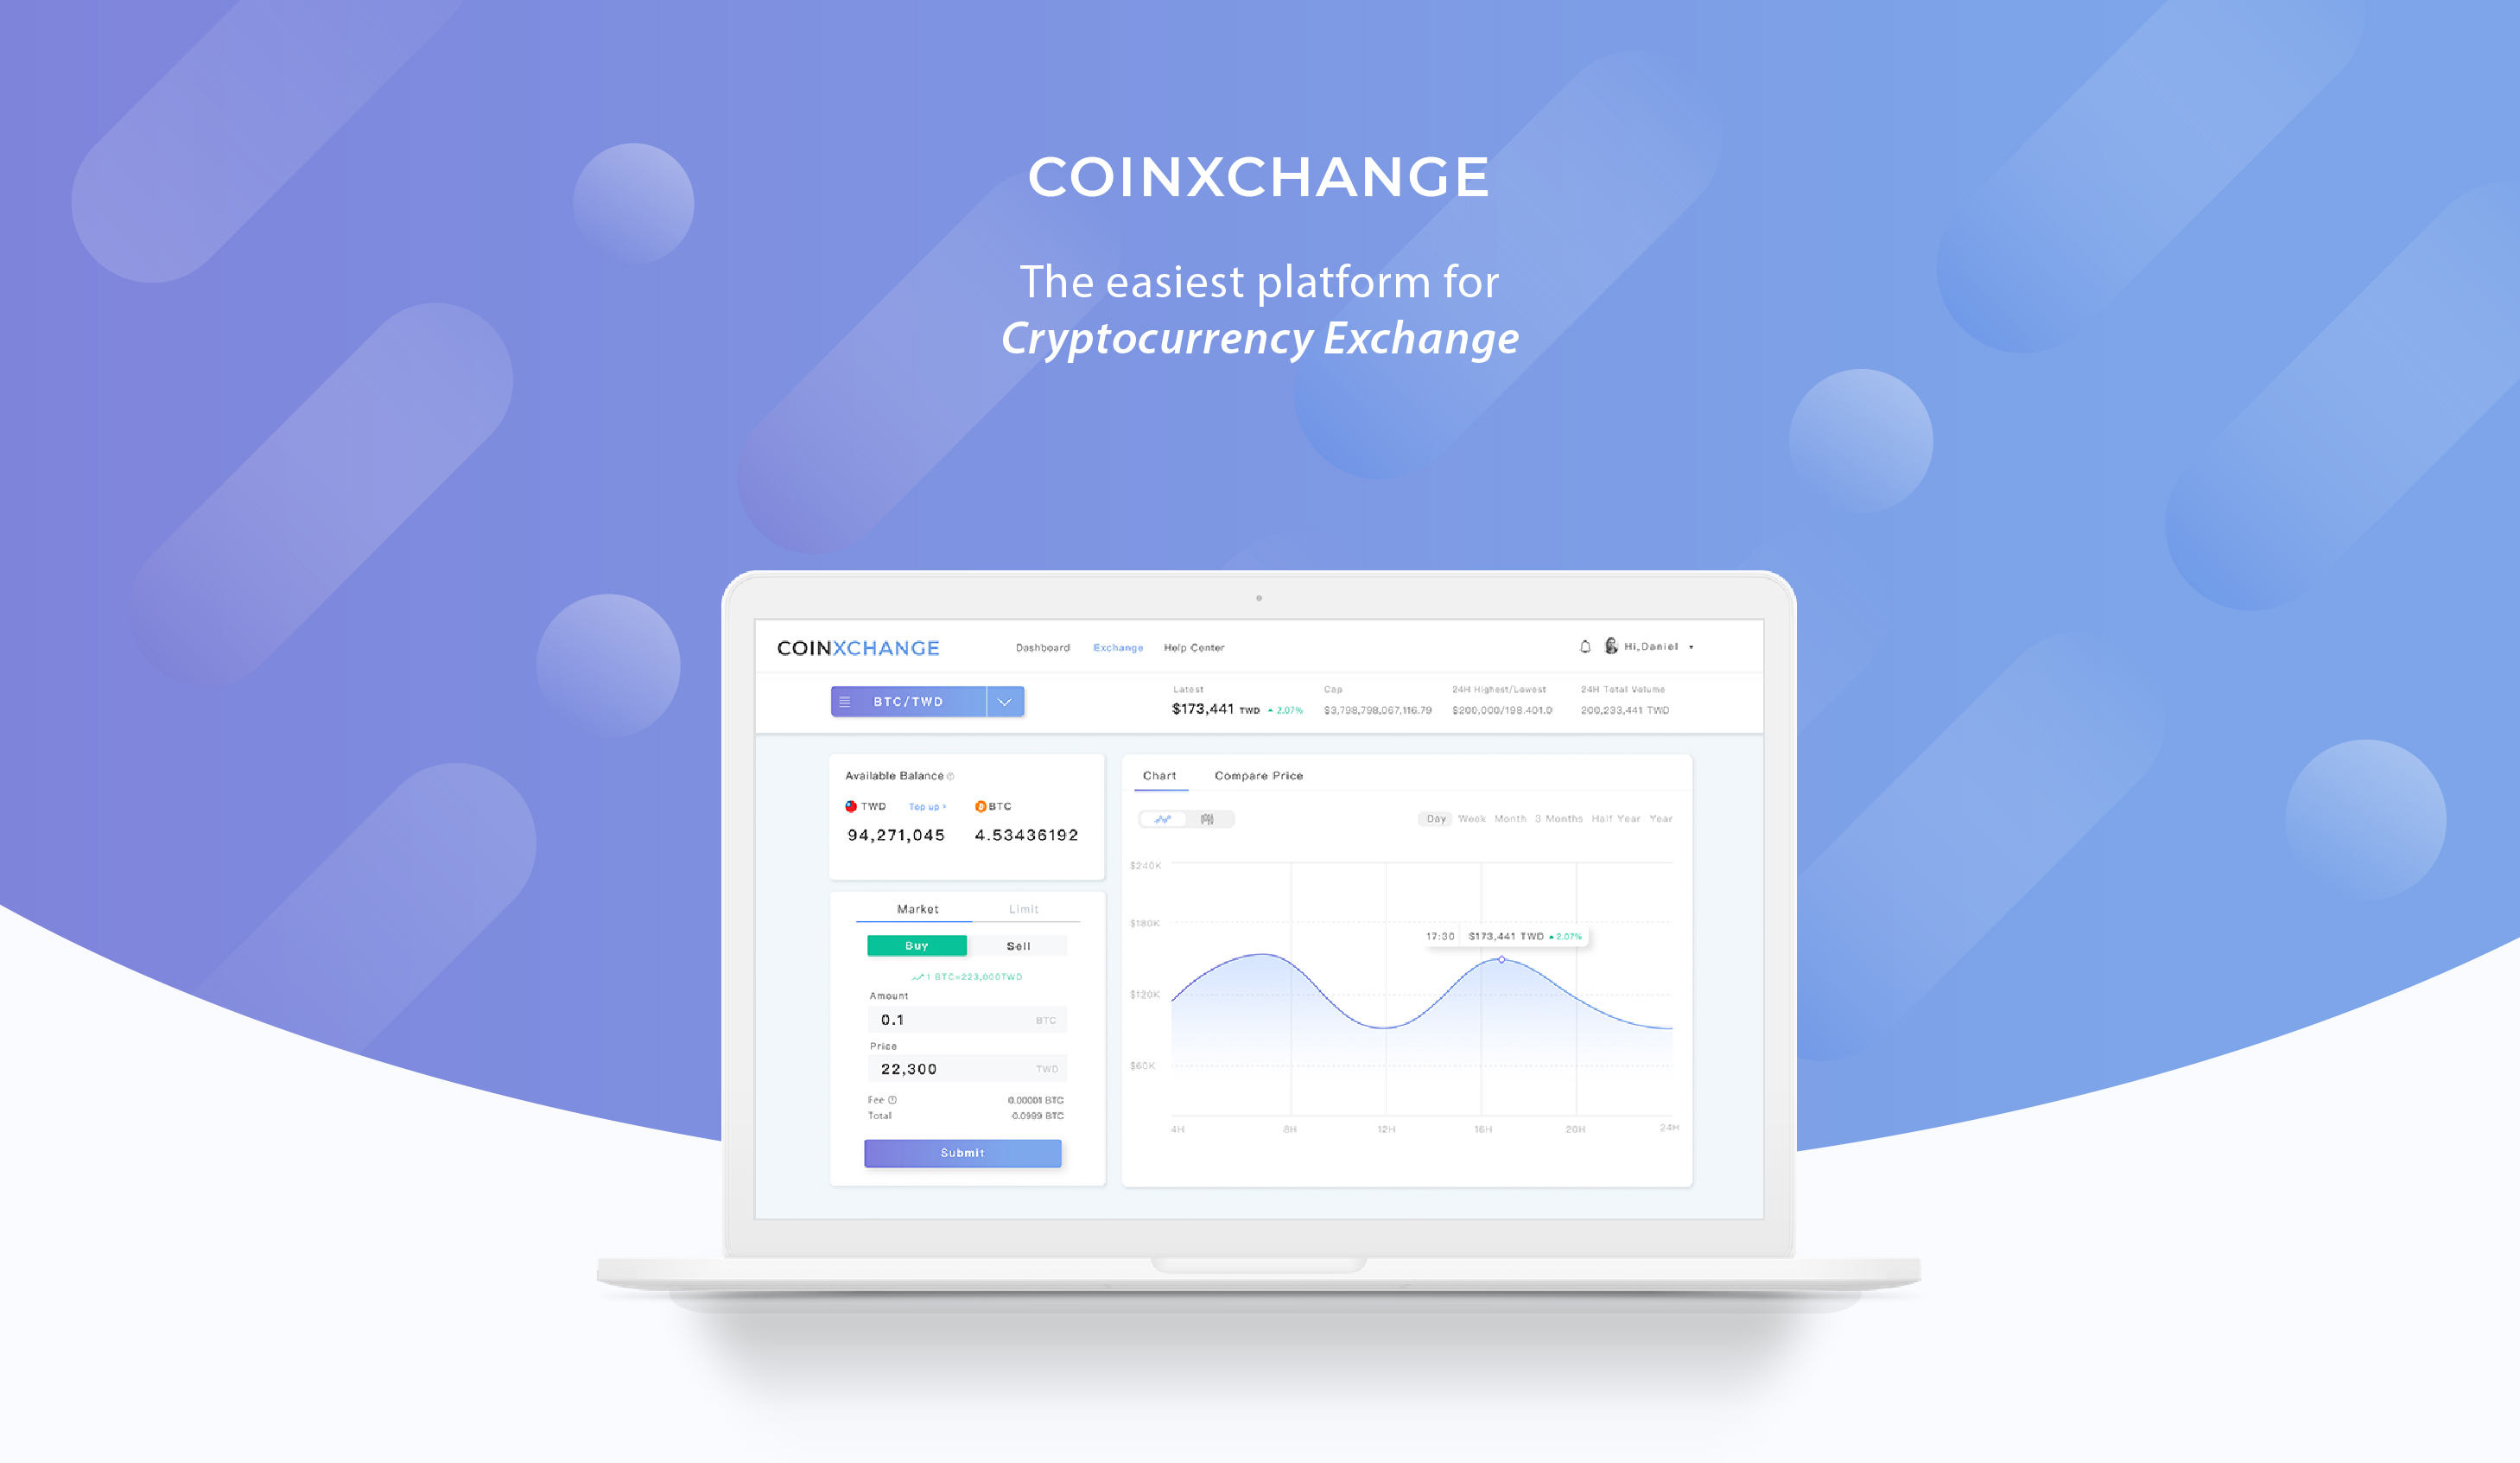 COINXCHANGE
The easiest platform for
Cryptocurrency Exchange
COINXCHANGE
Dashboard Exchange Help Center
Hi,Daniel
BTC/TWD
Latest
$173,441 TWD 2.07%
Cap
$3,798,798,067,116.79
24H Highest/Lowest
$200,000/198.401.0
24H Total Volume
200,233,441 TWD
Available Balance
TWD Top up
BTC
94,271,045
4.53436192
Market Limit
Buy Sell
1 BTC=223,000TWD
Amount
0.1 BTC
Price
22,300 TWD
Fee 0.00001 BTC
Total 0.0999 BTC
Submit
Chart Compare Price
Day Week Month 3 Months Half Year Year
$240K
$180K
17:30 $173,441 TWD 2.07%
$120K
$60K
4H 8H 12H 16H 20H 24H